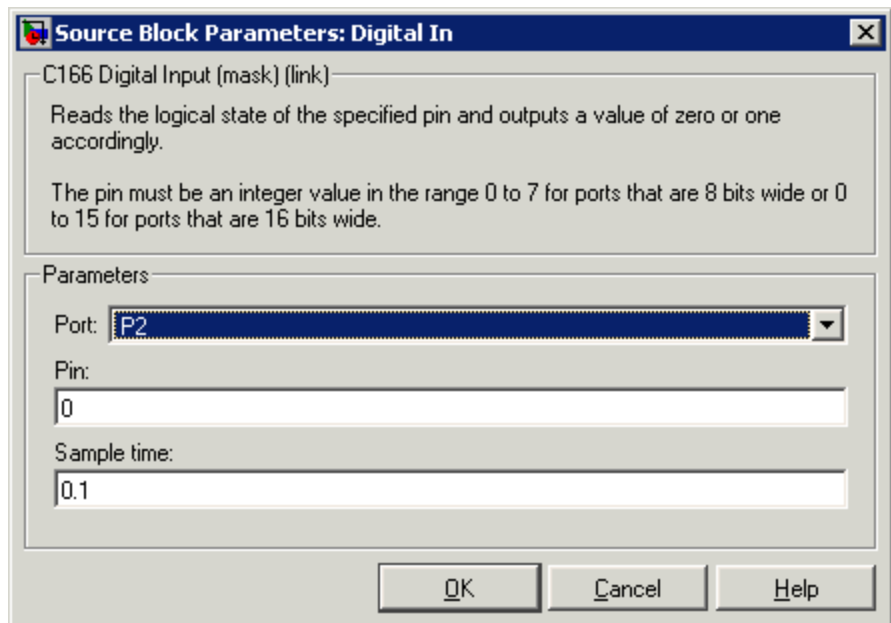 Source Block Parameters: Digital In
C166 Digital Input (mask) (link)
Reads the logical state of the specified pin and outputs a value of zero or one
accordingly.
The pin must be an integer value in the range 0 to 7 for ports that are 8 bits wide or 0
to 15 for ports that are 16 bits wide.
Parameters
Port: P2
Pin:
0
Sample time:
0.1
OK Cancel Help